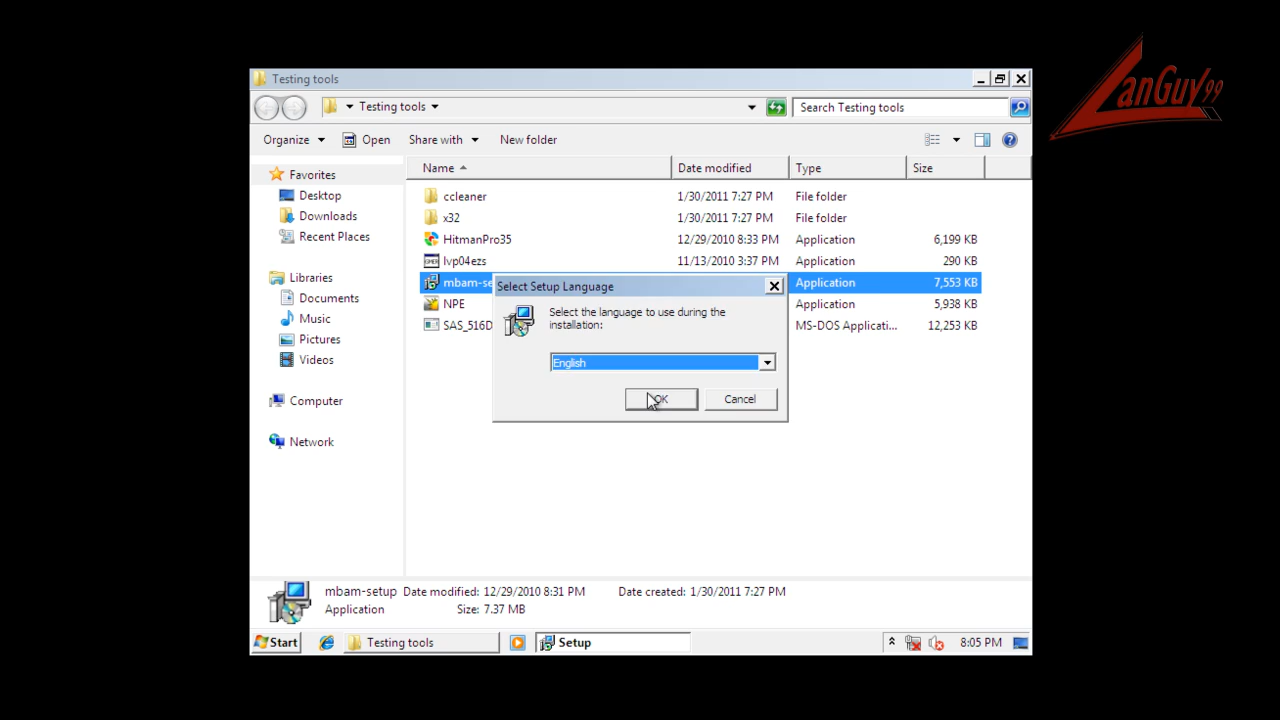 LanGuy99
Testing tools
Testing tools
Search Testing tools
Organize Open Share with New folder
Name Date modified Type Size
Favorites
Desktop
Downloads
Recent Places
Libraries
Documents
Music
Pictures
Videos
Computer
Network
ccleaner 1/30/2011 7:27 PM File folder
x32 1/30/2011 7:27 PM File folder
HitmanPro35 12/29/2010 8:33 PM Application 6,199 KB
lvp04ezs 11/13/2010 3:37 PM Application 290 KB
mbam-se Application 7,553 KB
NPE Application 5,938 KB
SAS_516D MS-DOS Applicati... 12,253 KB
Select Setup Language
Select the language to use during the
installation:
English
OK Cancel
mbam-setup Date modified: 12/29/2010 8:31 PM Date created: 1/30/2011 7:27 PM
Application Size: 7.37 MB
Start Testing tools Setup 8:05 PM